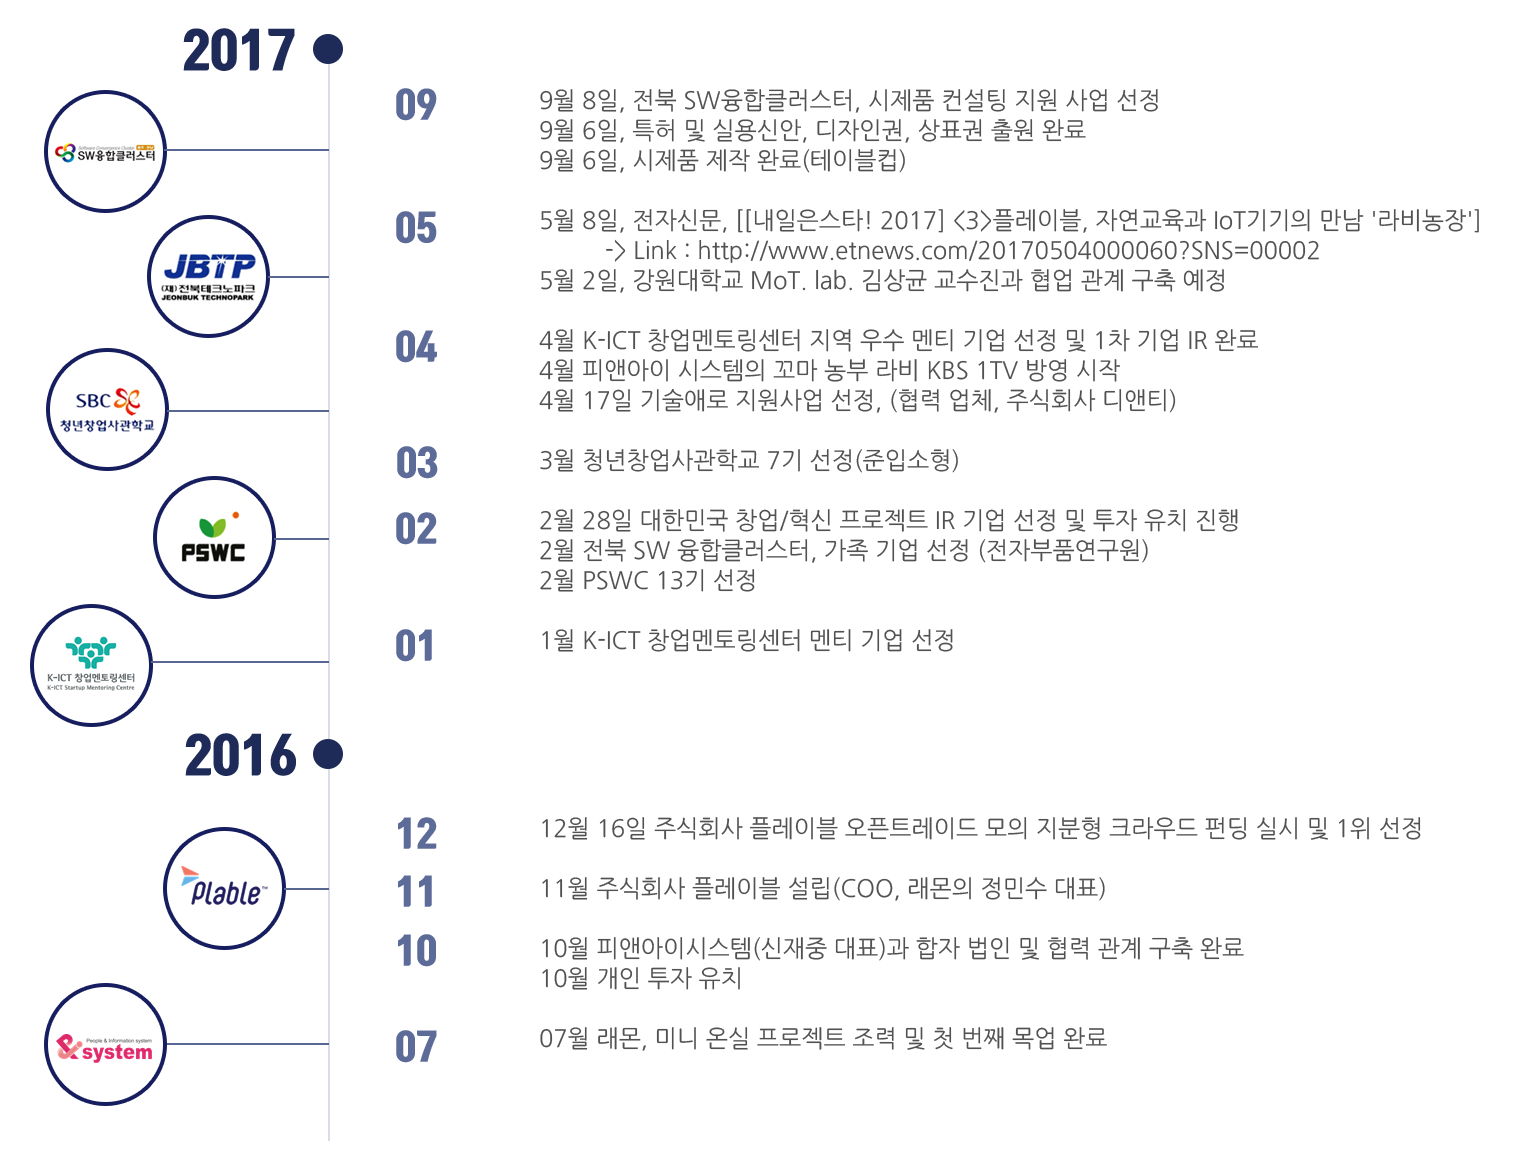 2017
Software Convergence Cluster
SW융합클러스터
09
9월 8일, 전북 SW융합클러스터, 시제품 컨설팅 지원 사업 선정
9월 6일, 특허 및 실용신안, 디자인권, 상표권 출원 완료
9월 6일, 시제품 제작 완료(테이블컵)
JBTP
(재)전북테크노파크
JEONBUK TECHNOPARK
05
5월 8일, 전자신문, [[내일은스타! 2017] <3>플레이블, 자연교육과 IoT기기의 만남 '라비농장']
-> Link : http://www.etnews.com/20170504000060?SNS=00002
5월 2일, 강원대학교 MoT. lab. 김상균 교수진과 협업 관계 구축 예정
04
4월 K-ICT 창업멘토링센터 지역 우수 멘티 기업 선정 및 1차 기업 IR 완료
4월 피앤아이 시스템의 꼬마 농부 라비 KBS 1TV 방영 시작
4월 17일 기술애로 지원사업 선정, (협력 업체, 주식회사 디앤티)
SBC
청년창업사관학교
03
3월 청년창업사관학교 7기 선정(준입소형)
PSWC
02
2월 28일 대한민국 창업/혁신 프로젝트 IR 기업 선정 및 투자 유치 진행
2월 전북 SW 융합클러스터, 가족 기업 선정 (전자부품연구원)
2월 PSWC 13기 선정
K-ICT 창업멘토링센터
K-ICT Startup Mentoring Centre
01
1월 K-ICT 창업멘토링센터 멘티 기업 선정
2016
12
12월 16일 주식회사 플레이블 오픈트레이드 모의 지분형 크라우드 펀딩 실시 및 1위 선정
Plable™
11
11월 주식회사 플레이블 설립(COO, 래몬의 정민수 대표)
10
10월 피앤아이시스템(신재중 대표)과 합자 법인 및 협력 관계 구축 완료
10월 개인 투자 유치
People & Information system
&system
07
07월 래몬, 미니 온실 프로젝트 조력 및 첫 번째 목업 완료